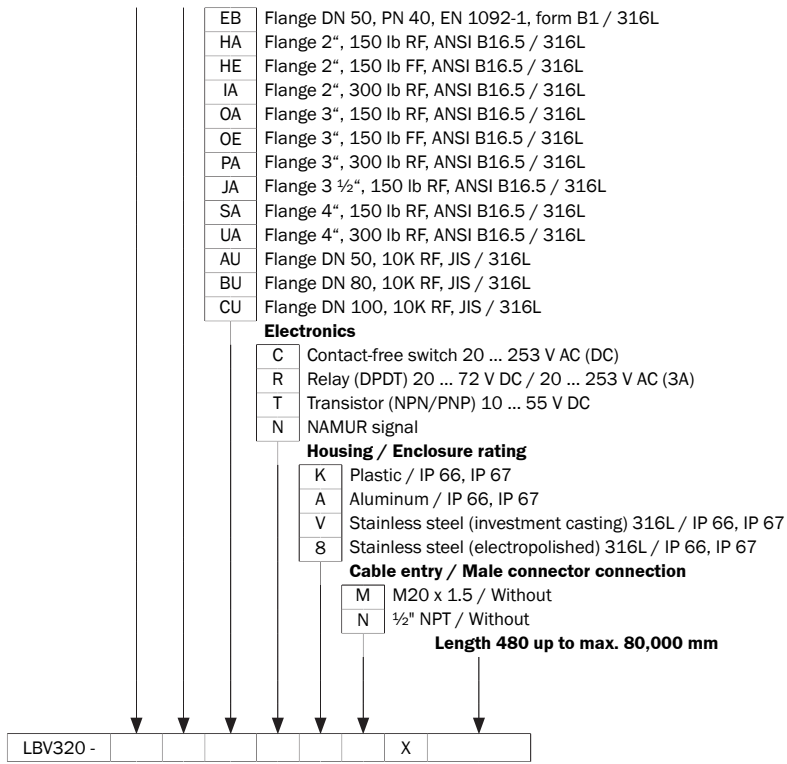 EB Flange DN 50, PN 40, EN 1092-1, form B1 / 316L
HA Flange 2“, 150 lb RF, ANSI B16.5 / 316L
HE Flange 2“, 150 lb FF, ANSI B16.5 / 316L
IA Flange 2“, 300 lb RF, ANSI B16.5 / 316L
OA Flange 3“, 150 lb RF, ANSI B16.5 / 316L
OE Flange 3“, 150 lb FF, ANSI B16.5 / 316L
PA Flange 3“, 300 lb RF, ANSI B16.5 / 316L
JA Flange 3 ½“, 150 lb RF, ANSI B16.5 / 316L
SA Flange 4“, 150 lb RF, ANSI B16.5 / 316L
UA Flange 4“, 300 lb RF, ANSI B16.5 / 316L
AU Flange DN 50, 10K RF, JIS / 316L
BU Flange DN 80, 10K RF, JIS / 316L
CU Flange DN 100, 10K RF, JIS / 316L
Electronics
C Contact-free switch 20 ... 253 V AC (DC)
R Relay (DPDT) 20 ... 72 V DC / 20 ... 253 V AC (3A)
T Transistor (NPN/PNP) 10 ... 55 V DC
N NAMUR signal
Housing / Enclosure rating
K Plastic / IP 66, IP 67
A Aluminum / IP 66, IP 67
V Stainless steel (investment casting) 316L / IP 66, IP 67
8 Stainless steel (electropolished) 316L / IP 66, IP 67
Cable entry / Male connector connection
M M20 x 1.5 / Without
N ½" NPT / Without
Length 480 up to max. 80,000 mm
LBV320 - X